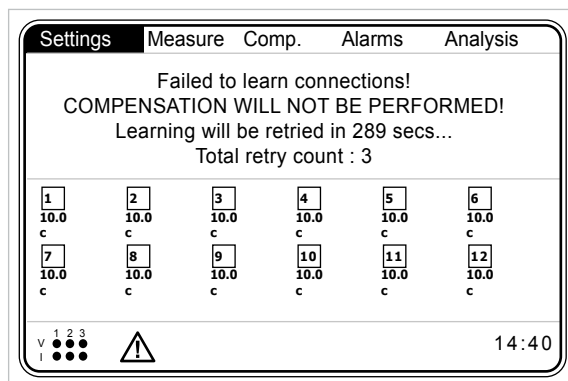 Settings Measure Comp. Alarms Analysis
Failed to learn connections!
COMPENSATION WILL NOT BE PERFORMED!
Learning will be retried in 289 secs...
Total retry count : 3
1 2 3 4 5 6
10.0 10.0 10.0 10.0 10.0 10.0
c c c c c c
7 8 9 10 11 12
10.0 10.0 10.0 10.0 10.0 10.0
c c c c c c
1 2 3
V
I
! 14:40